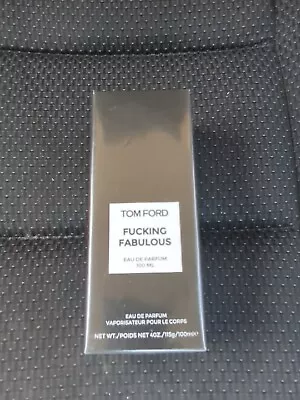 TOM FORD
FUCKING
FABULOUS
EAU DE PARFUM
100 ML
EAU DE PARFUM
VAPORISATEUR POUR LE CORPS
NET WT./POIDS NET 4OZ./115g/100ml℮